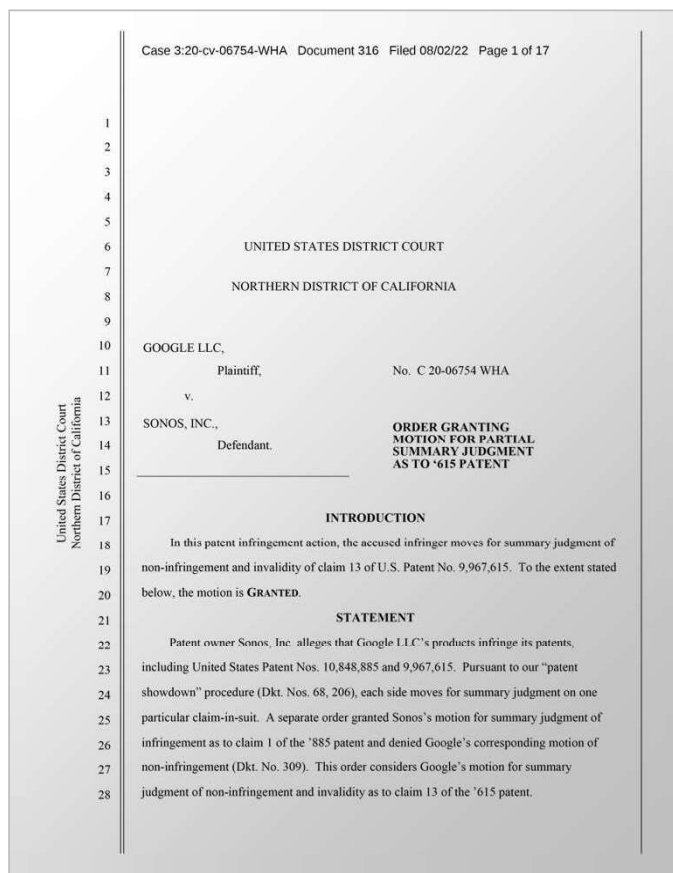 Case 3:20-cv-06754-WHA Document 316 Filed 08/02/22 Page 1 of 17
United States District Court
Northern District of California
1
2
3
4
5
6 UNITED STATES DISTRICT COURT
7
NORTHERN DISTRICT OF CALIFORNIA
8
9
10 GOOGLE LLC,
11 Plaintiff, No. C 20-06754 WHA
12 v.
13 SONOS, INC., ORDER GRANTING
14 Defendant. MOTION FOR PARTIAL
SUMMARY JUDGMENT
15 AS TO ‘615 PATENT
16
17 INTRODUCTION
18 In this patent infringement action, the accused infringer moves for summary judgment of
19 non-infringement and invalidity of claim 13 of U.S. Patent No. 9,967,615. To the extent stated
20 below, the motion is GRANTED.
21 STATEMENT
22 Patent owner Sonos, Inc. alleges that Google LLC’s products infringe its patents,
23 including United States Patent Nos. 10,848,885 and 9,967,615. Pursuant to our “patent
24 showdown” procedure (Dkt. Nos. 68, 206), each side moves for summary judgment on one
25 particular claim-in-suit. A separate order granted Sonos’s motion for summary judgment of
26 infringement as to claim 1 of the ’885 patent and denied Google’s corresponding motion of
27 non-infringement (Dkt. No. 309). This order considers Google’s motion for summary
28 judgment of non-infringement and invalidity as to claim 13 of the ’615 patent.